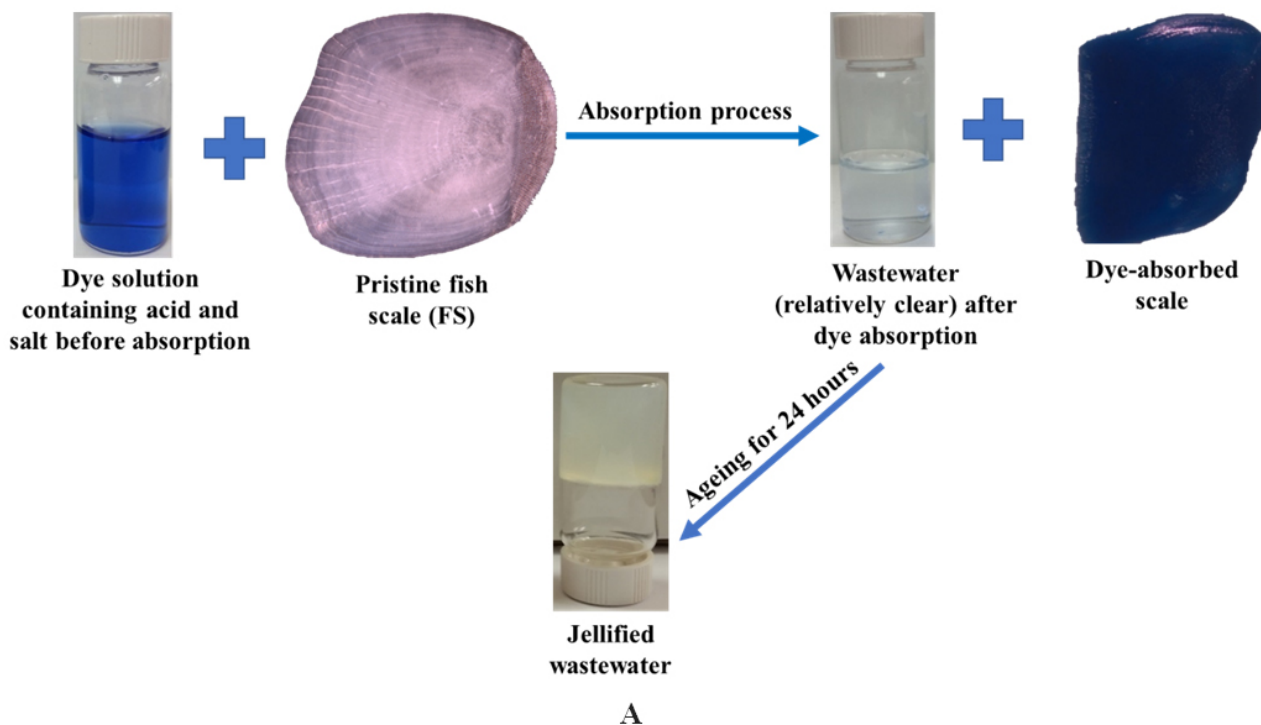 Absorption process
Dye solution
containing acid and
salt before absorption
Pristine fish
scale (FS)
Wastewater
(relatively clear) after
dye absorption
Dye-absorbed
scale
Ageing for 24 hours
Jellified
wastewater
A